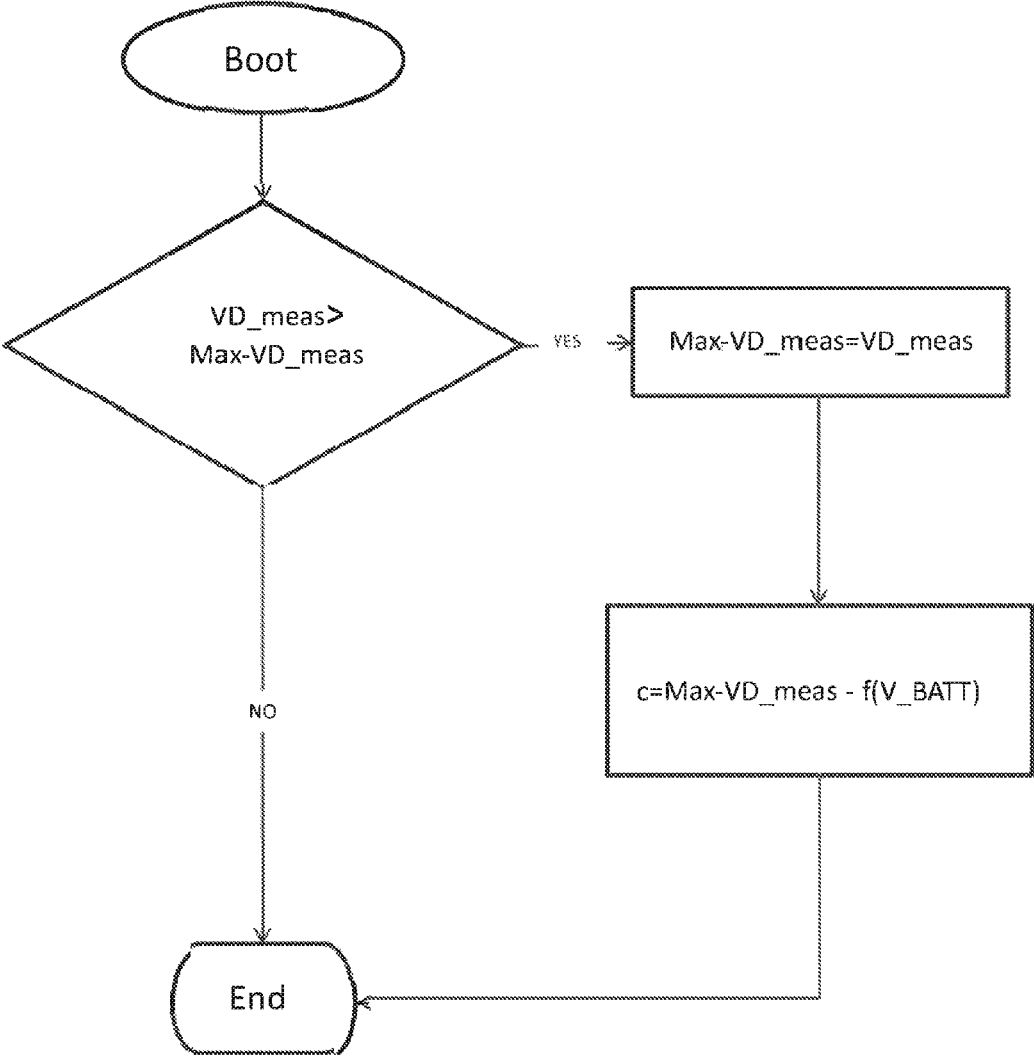 Boot
VD_meas>
Max-VD_meas
YES
Max-VD_meas=VD_meas
c=Max-VD_meas - f(V_BATT)
NO
End